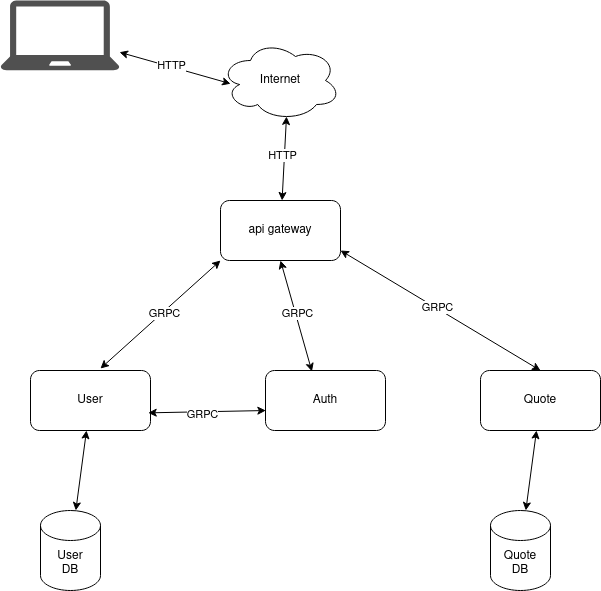 HTTP
Internet
HTTP
api gateway
GRPC
GRPC
GRPC
User
Auth
Quote
GRPC
User
DB
Quote
DB